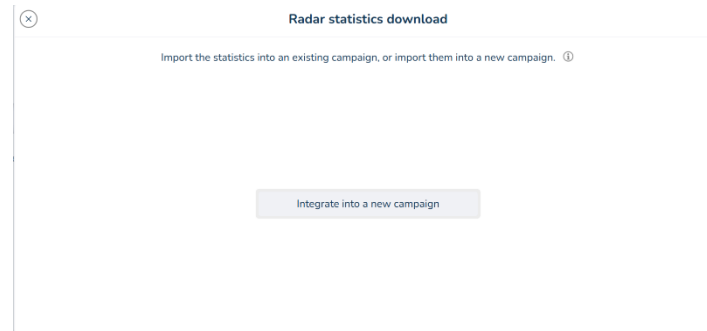 Radar statistics download
Import the statistics into an existing campaign, or import them into a new campaign.
Integrate into a new campaign